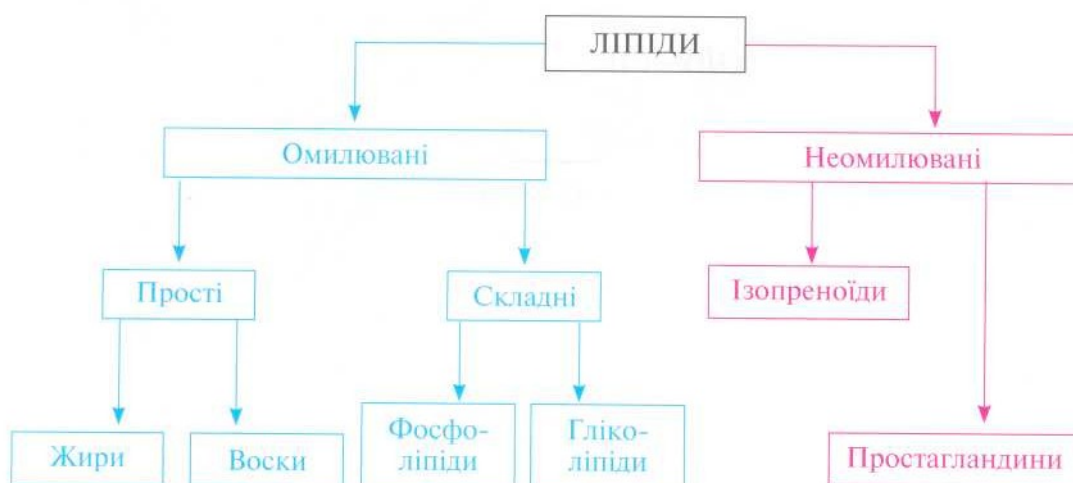 ЛІПІДИ
Омилювані
Неомилювані
Прості
Складні
Ізопреноїди
Жири
Воски
Фосфо-
ліпіди
Гліко-
ліпіди
Простагландини